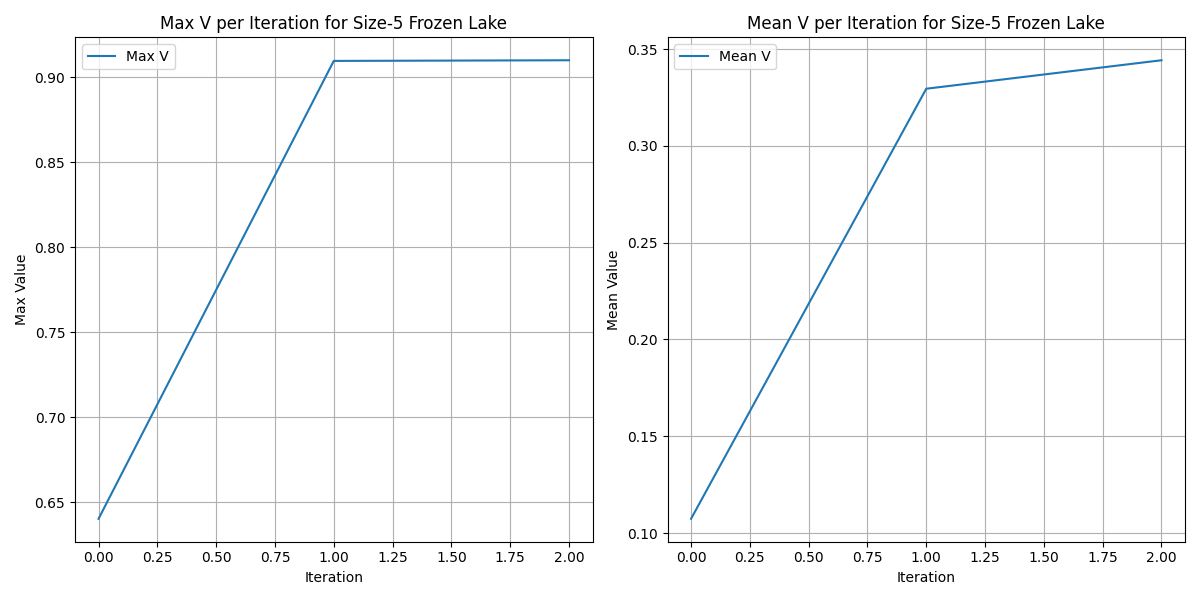 Max V per Iteration for Size-5 Frozen Lake
Max V
0.90
0.85
0.80
0.75
0.70
0.65
Max Value
0.00 0.25 0.50 0.75 1.00 1.25 1.50 1.75 2.00
Iteration
Mean V per Iteration for Size-5 Frozen Lake
Mean V
0.35
0.30
0.25
0.20
0.15
0.10
Mean Value
0.00 0.25 0.50 0.75 1.00 1.25 1.50 1.75 2.00
Iteration